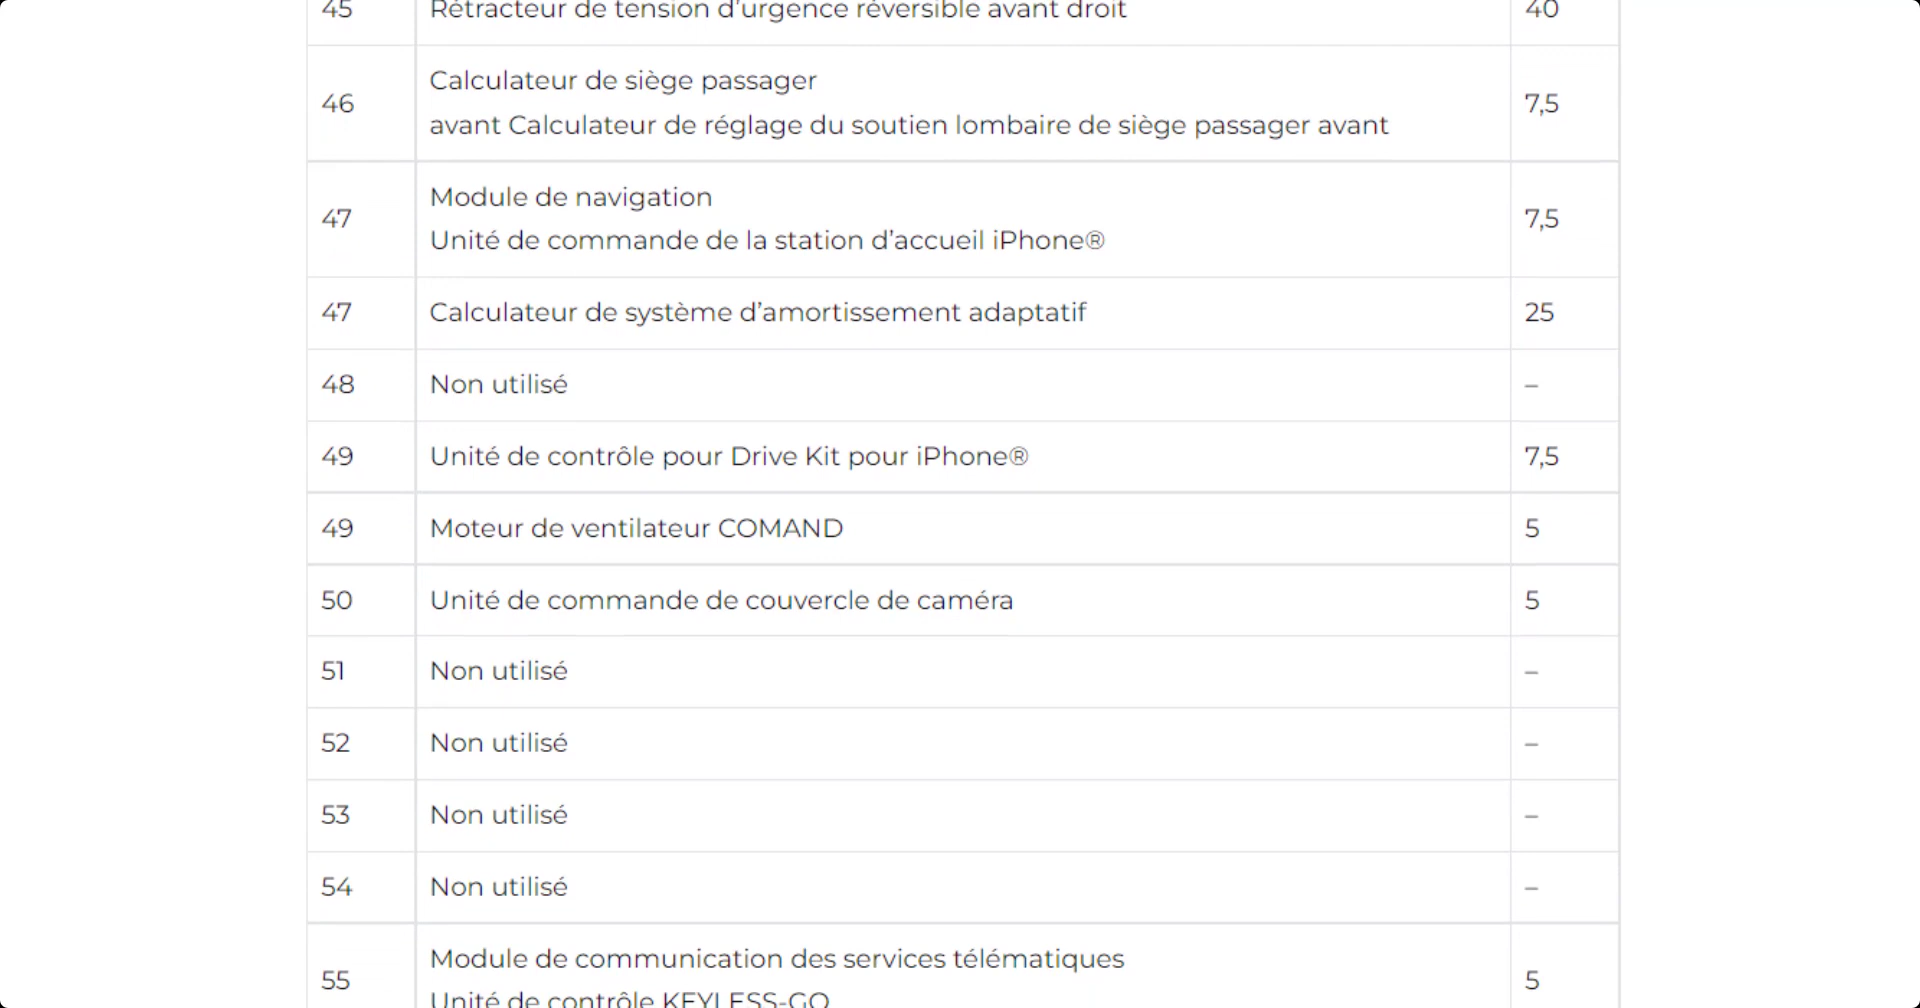 45 Rétracteur de tension d’urgence réversible avant droit 40
Calculateur de siège passager
46 avant Calculateur de réglage du soutien lombaire de siège passager avant 7,5
Module de navigation
47 Unité de commande de la station d’accueil iPhone® 7,5
47 Calculateur de système d’amortissement adaptatif 25
48 Non utilisé –
49 Unité de contrôle pour Drive Kit pour iPhone® 7,5
49 Moteur de ventilateur COMAND 5
50 Unité de commande de couvercle de caméra 5
51 Non utilisé –
52 Non utilisé –
53 Non utilisé –
54 Non utilisé –
Module de communication des services télématiques
55 Unité de contrôle KEYLESS-GO 5